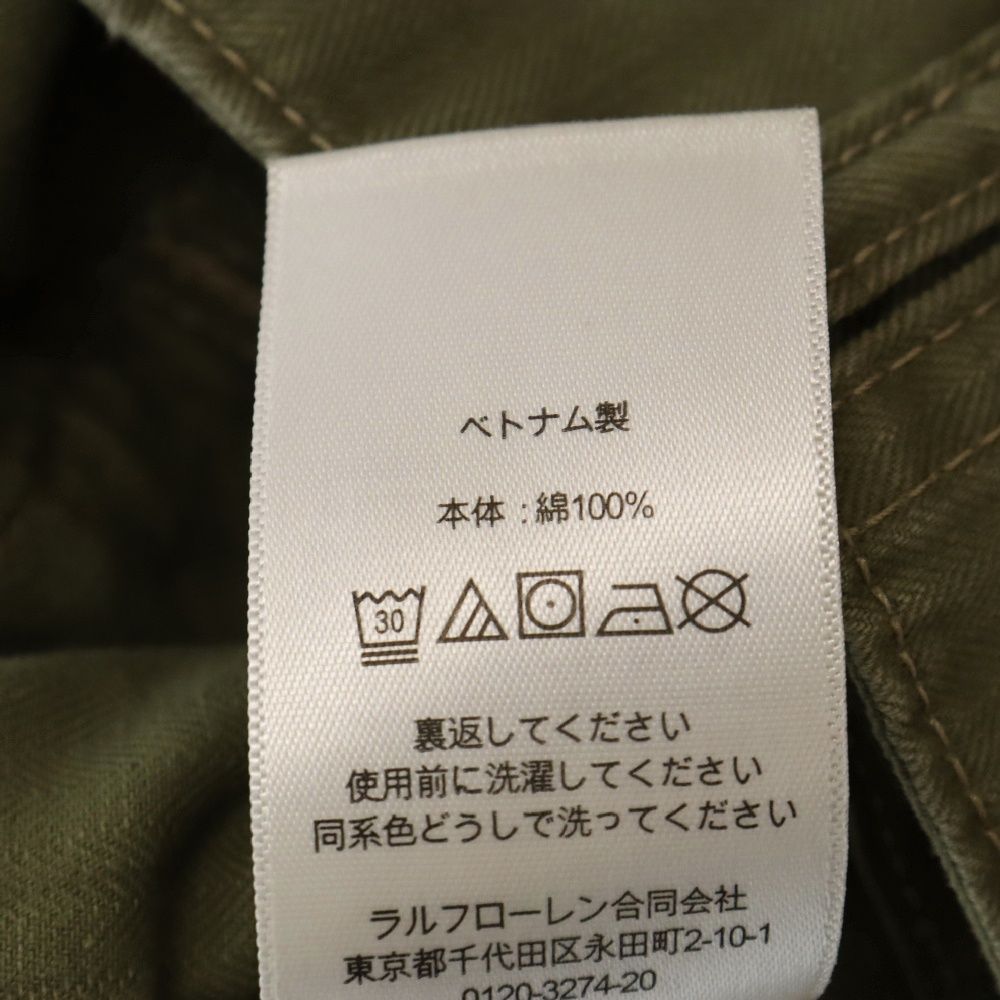 ベトナム製
本体:綿100%
30
裏返してください
使用前に洗濯してください
同系色どうしで洗ってください
ラルフローレン合同会社
東京都千代田区永田町2-10-1
0120-3274-20